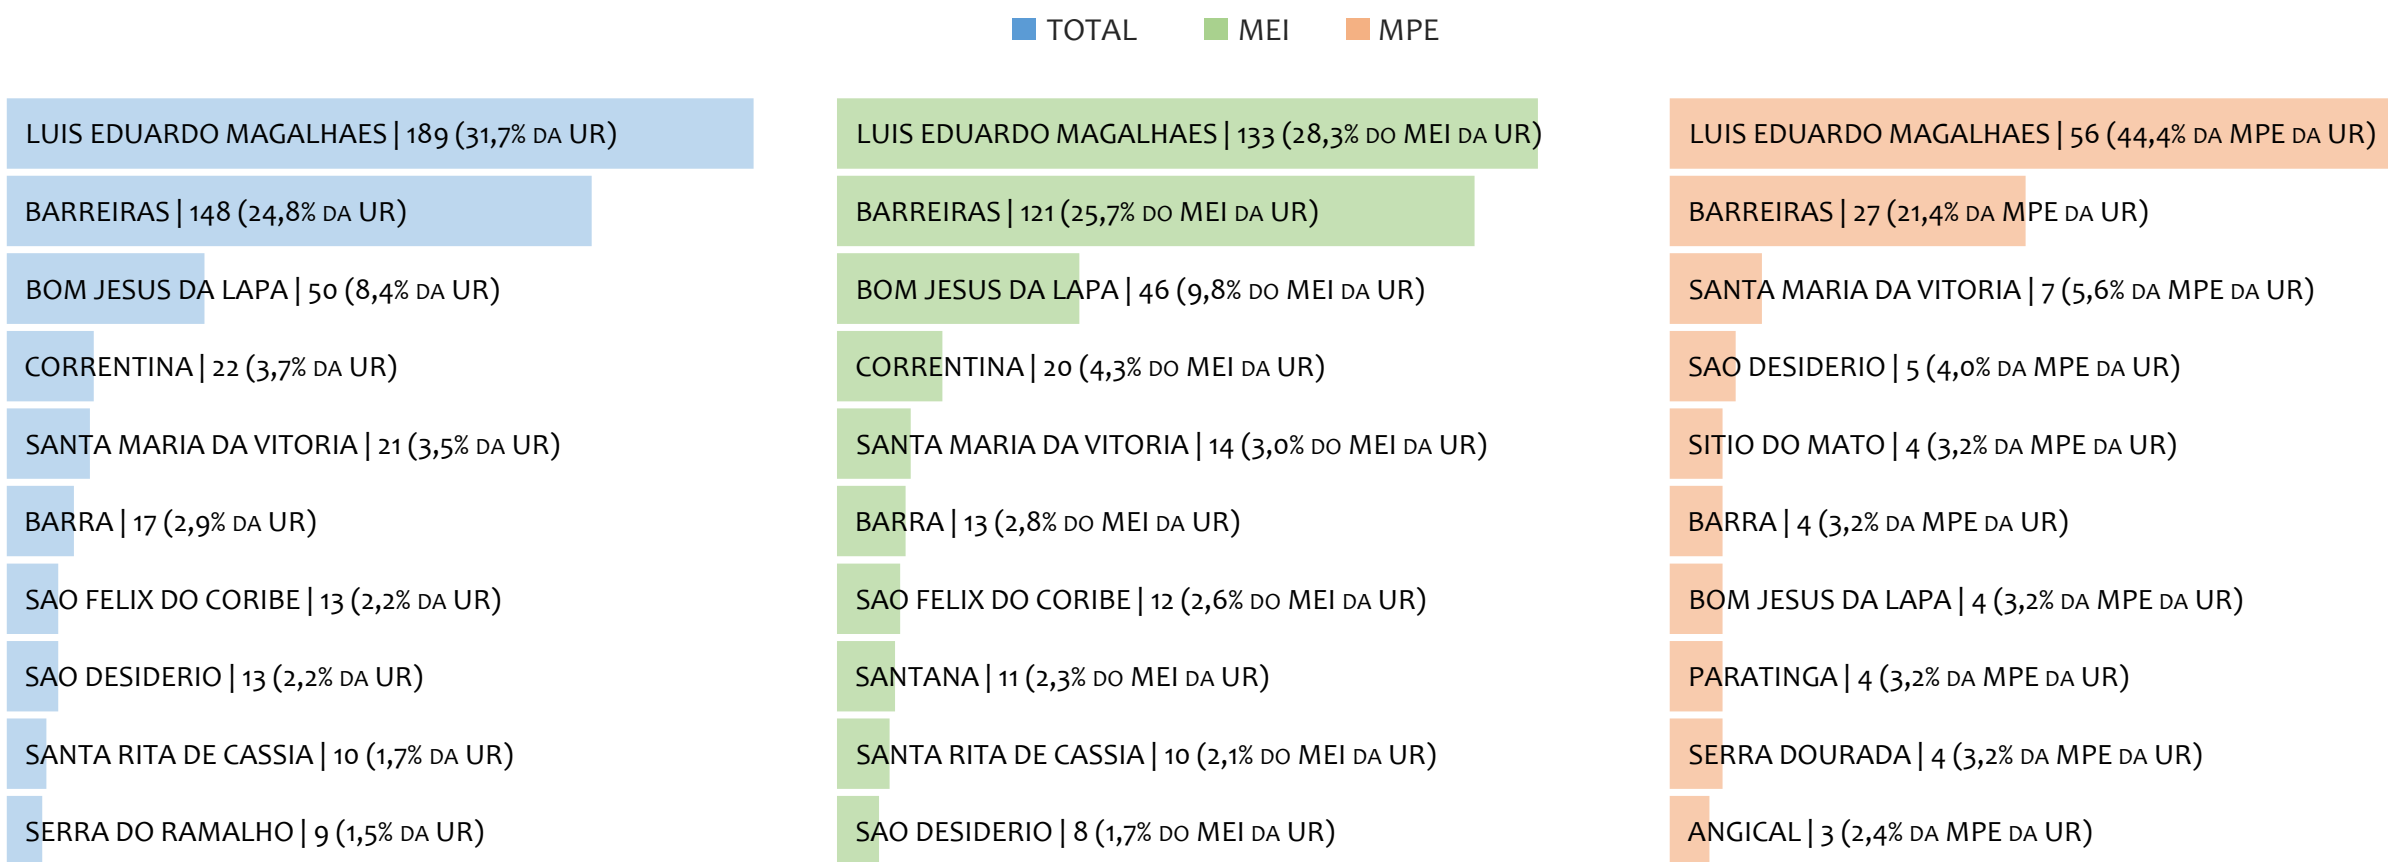 TOTAL MEI MPE
LUIS EDUARDO MAGALHAES | 189 (31,7% DA UR)
BARREIRAS | 148 (24,8% DA UR)
BOM JESUS DA LAPA | 50 (8,4% DA UR)
CORRENTINA | 22 (3,7% DA UR)
SANTA MARIA DA VITORIA | 21 (3,5% DA UR)
BARRA | 17 (2,9% DA UR)
SAO FELIX DO CORIBE | 13 (2,2% DA UR)
SAO DESIDERIO | 13 (2,2% DA UR)
SANTA RITA DE CASSIA | 10 (1,7% DA UR)
SERRA DO RAMALHO | 9 (1,5% DA UR)
LUIS EDUARDO MAGALHAES | 133 (28,3% DO MEI DA UR)
BARREIRAS | 121 (25,7% DO MEI DA UR)
BOM JESUS DA LAPA | 46 (9,8% DO MEI DA UR)
CORRENTINA | 20 (4,3% DO MEI DA UR)
SANTA MARIA DA VITORIA | 14 (3,0% DO MEI DA UR)
BARRA | 13 (2,8% DO MEI DA UR)
SAO FELIX DO CORIBE | 12 (2,6% DO MEI DA UR)
SANTANA | 11 (2,3% DO MEI DA UR)
SANTA RITA DE CASSIA | 10 (2,1% DO MEI DA UR)
SAO DESIDERIO | 8 (1,7% DO MEI DA UR)
LUIS EDUARDO MAGALHAES | 56 (44,4% DA MPE DA UR)
BARREIRAS | 27 (21,4% DA MPE DA UR)
SANTA MARIA DA VITORIA | 7 (5,6% DA MPE DA UR)
SAO DESIDERIO | 5 (4,0% DA MPE DA UR)
SITIO DO MATO | 4 (3,2% DA MPE DA UR)
BARRA | 4 (3,2% DA MPE DA UR)
BOM JESUS DA LAPA | 4 (3,2% DA MPE DA UR)
PARATINGA | 4 (3,2% DA MPE DA UR)
SERRA DOURADA | 4 (3,2% DA MPE DA UR)
ANGICAL | 3 (2,4% DA MPE DA UR)